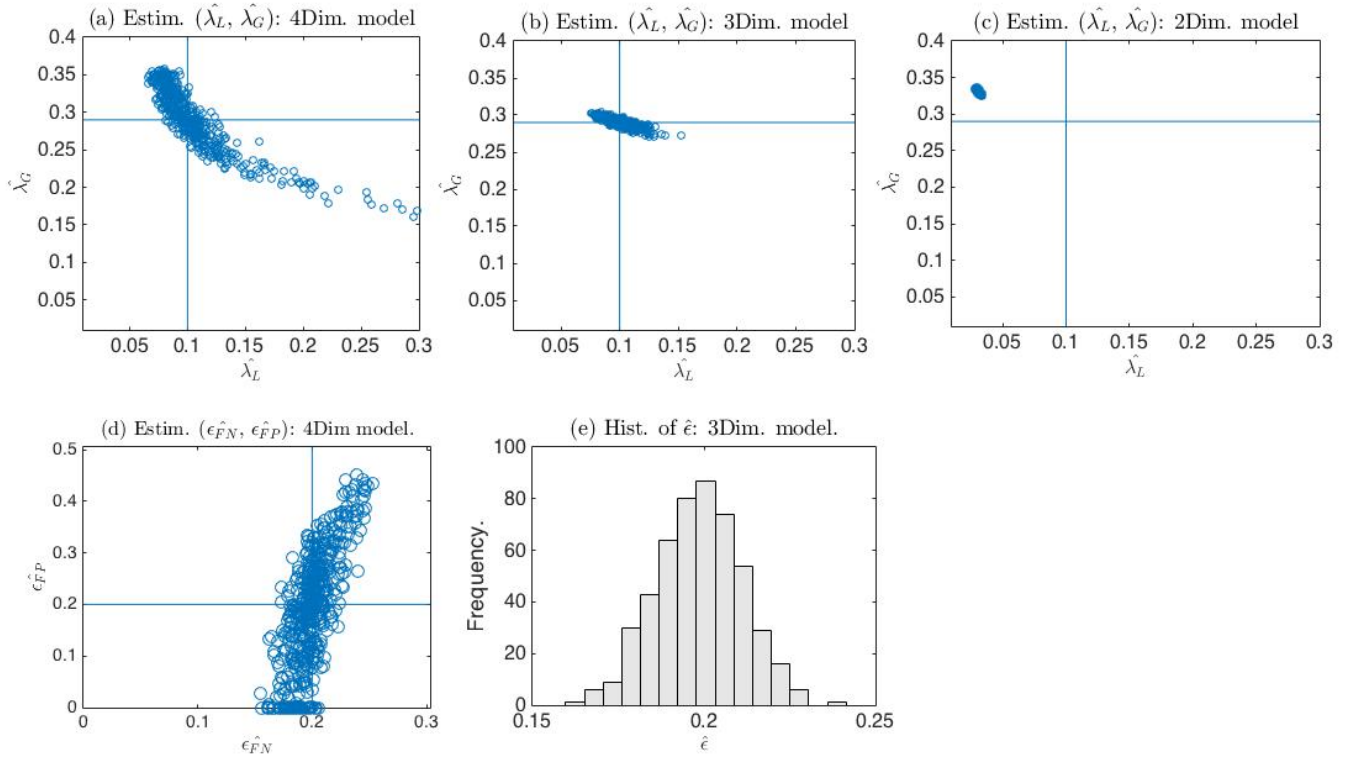 (a) Estim. (λ̂_L, λ̂_G): 4Dim. model
0.4
0.35
0.3
0.25
0.2
0.15
0.1
0.05
λ̂_G
0.05 0.1 0.15 0.2 0.25 0.3
λ̂_L
(b) Estim. (λ̂_L, λ̂_G): 3Dim. model
0.4
0.35
0.3
0.25
0.2
0.15
0.1
0.05
λ̂_G
0.05 0.1 0.15 0.2 0.25 0.3
λ̂_L
(c) Estim. (λ̂_L, λ̂_G): 2Dim. model
0.4
0.35
0.3
0.25
0.2
0.15
0.1
0.05
λ̂_G
0.05 0.1 0.15 0.2 0.25 0.3
λ̂_L
(d) Estim. (ϵ̂_FN, ϵ̂_FP): 4Dim model.
0.5
0.4
0.3
0.2
0.1
0
ϵ̂_FP
0 0.1 0.2 0.3
ϵ̂_FN
(e) Hist. of ϵ̂: 3Dim. model.
100
80
60
40
20
0
Frequency.
0.15 0.2 0.25
ϵ̂